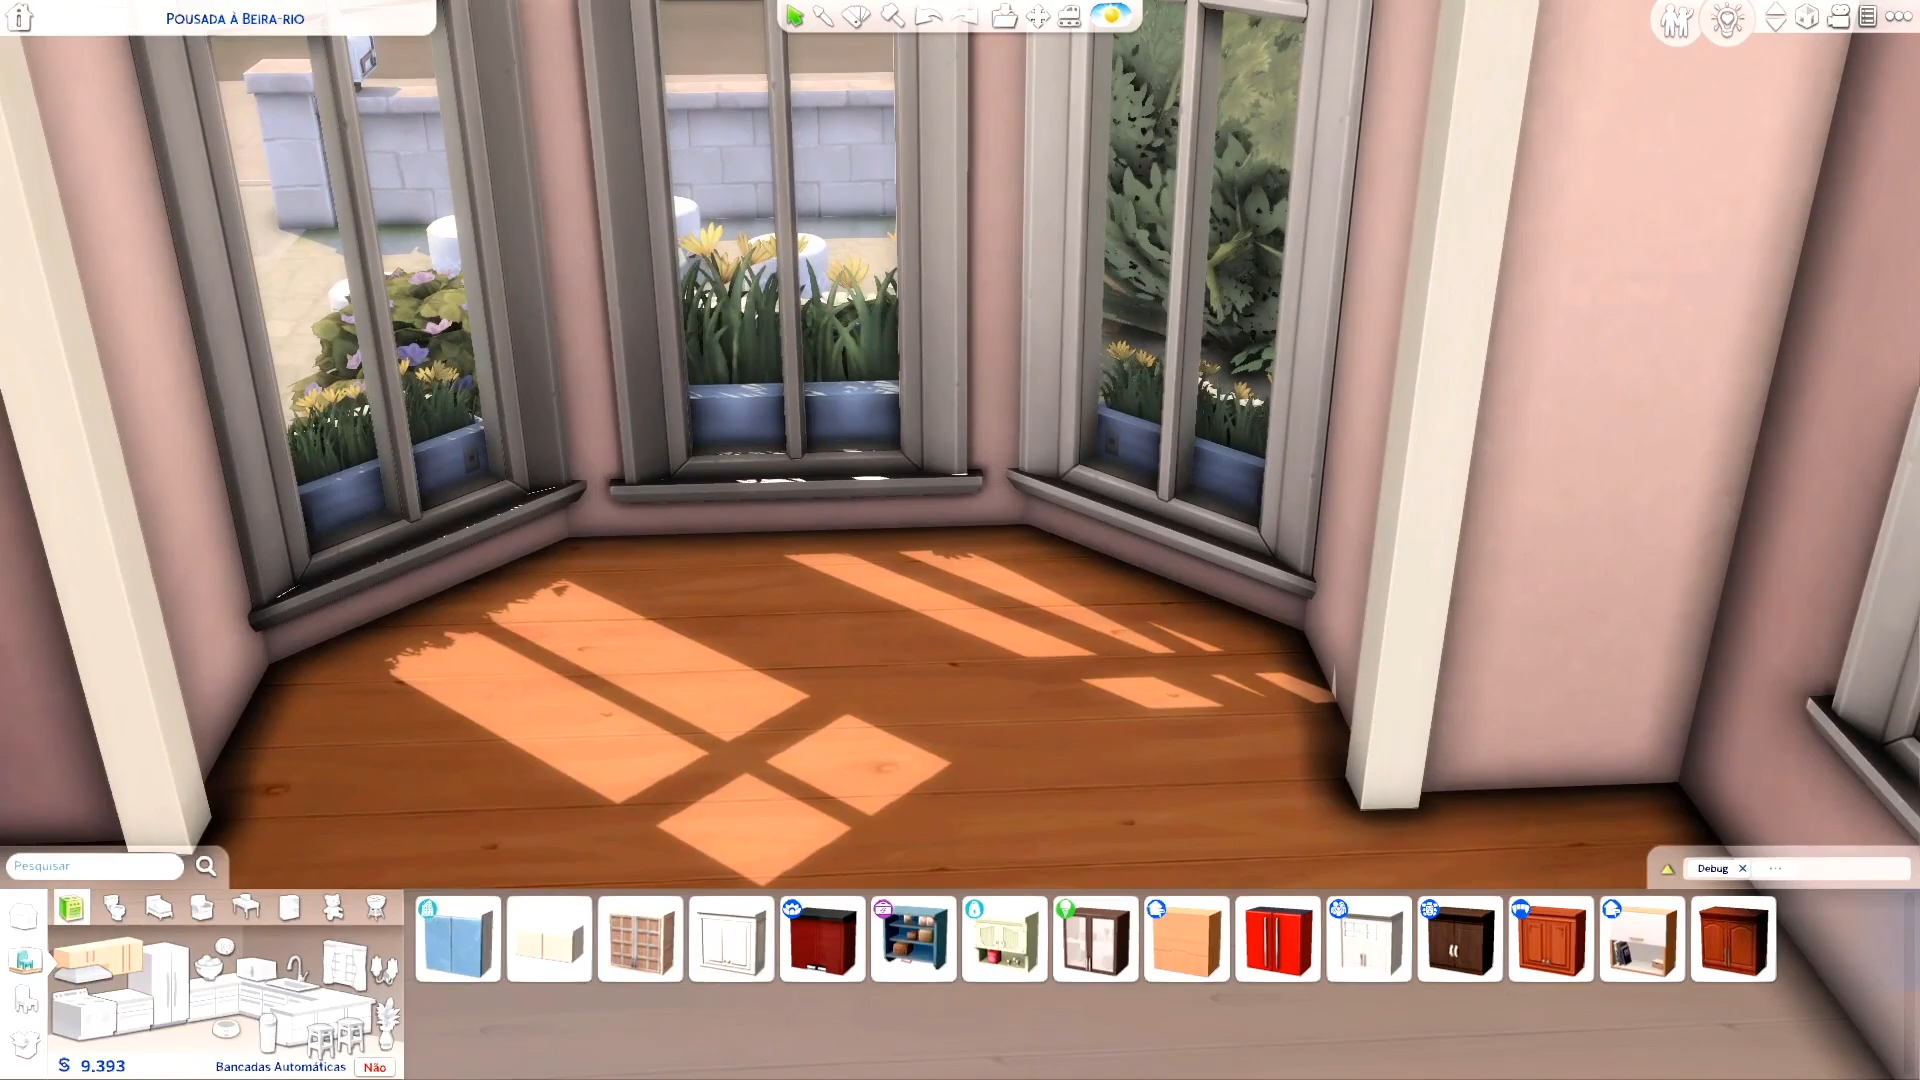 Pousada à Beira-rio
Pesquisar
Debug
S 9.393
Bancadas Automáticas Não